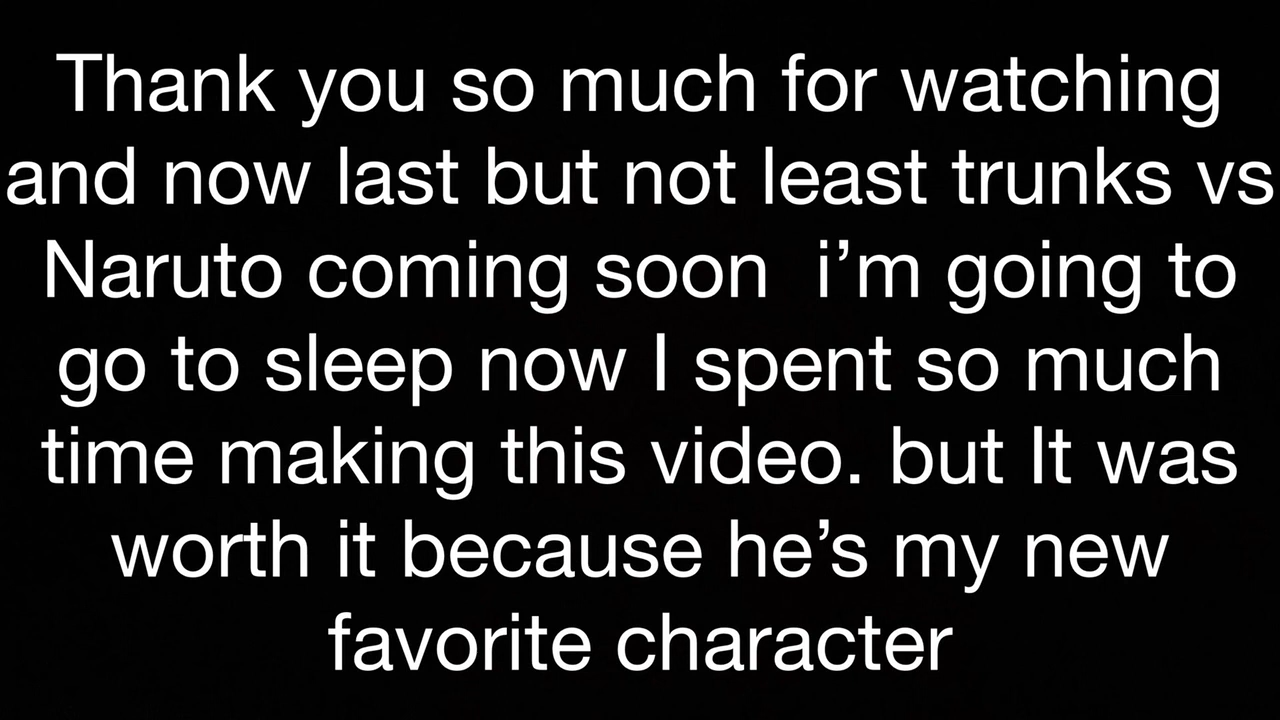 Thank you so much for watching
and now last but not least trunks vs
Naruto coming soon  i’m going to
go to sleep now I spent so much
time making this video. but It was
worth it because he’s my new
favorite character